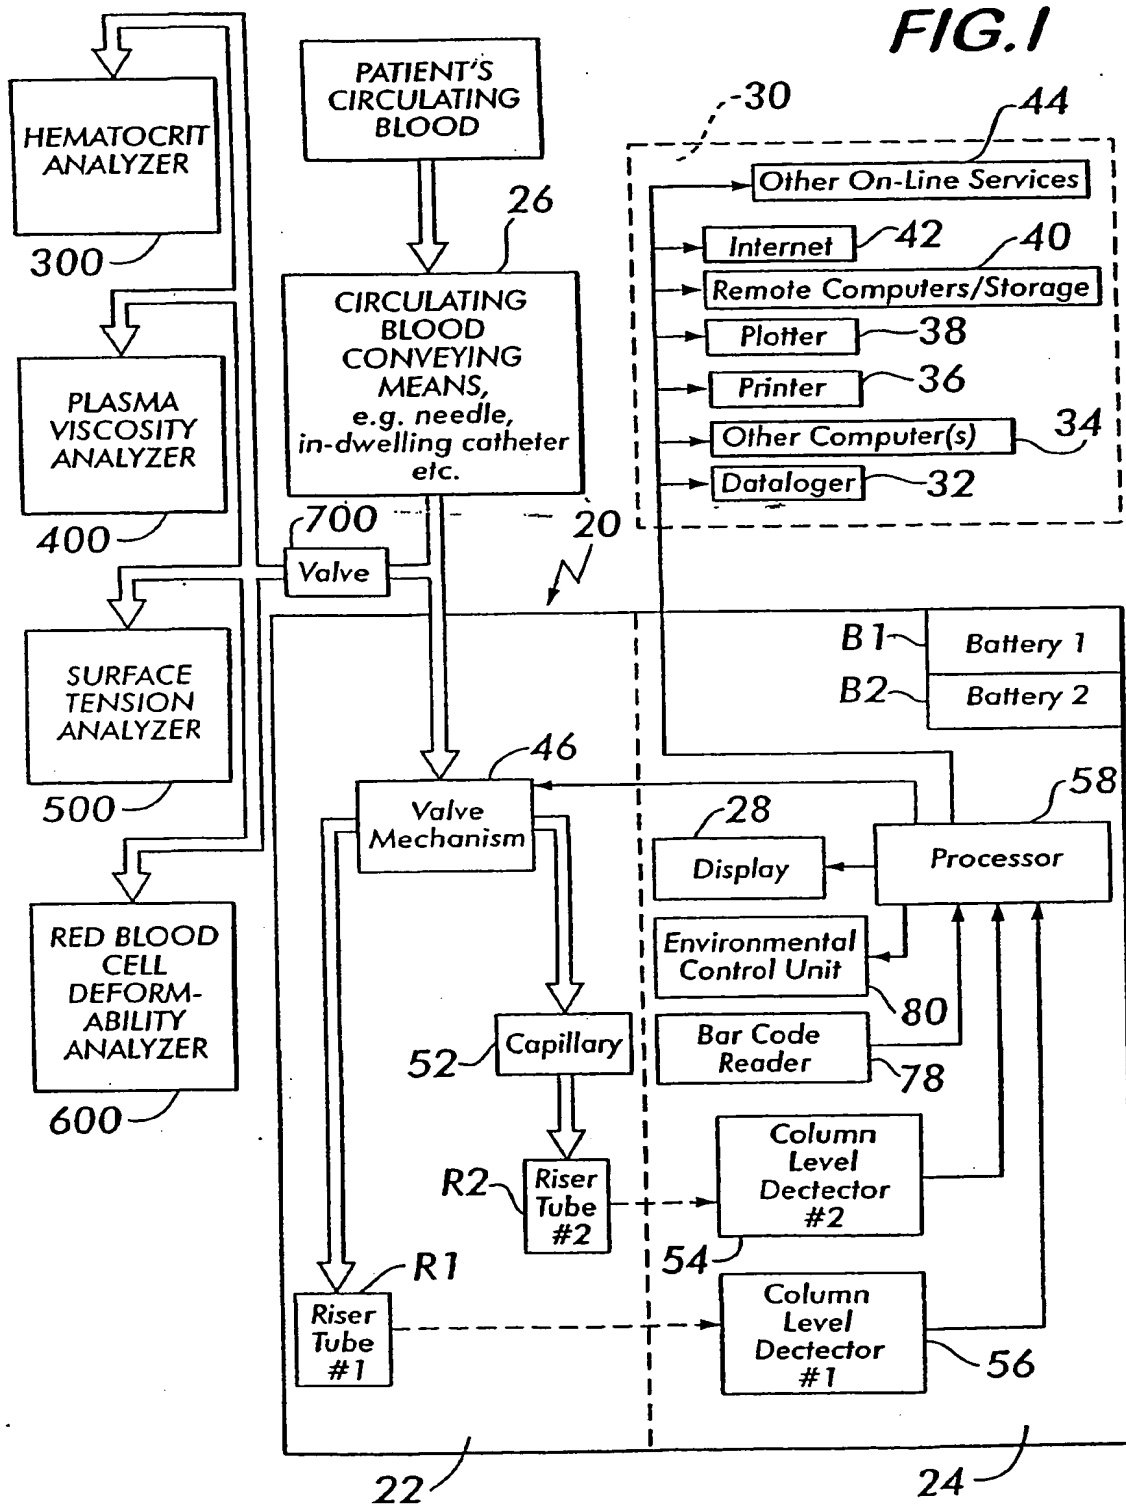 FIG.1
PATIENT'S
CIRCULATING
BLOOD
HEMATOCRIT
ANALYZER
300
26
CIRCULATING
BLOOD
CONVEYING
MEANS,
e.g. needle,
in-dwelling catheter
etc.
30
44
Other On-Line Services
Internet
42
40
Remote Computers/Storage
Plotter
38
Printer
36
Other Computer(s)
34
Dataloger
32
PLASMA
VISCOSITY
ANALYZER
400
700
Valve
20
SURFACE
TENSION
ANALYZER
500
B1
Battery 1
B2
Battery 2
46
Valve
Mechanism
58
Processor
28
Display
Environmental
Control Unit
80
Bar Code
Reader
78
RED BLOOD
CELL
DEFORM-
ABILITY
ANALYZER
600
52
Capillary
R2
Riser
Tube
#2
Column
Level
Dectector
#2
54
R1
Riser
Tube
#1
Column
Level
Dectector
#1
56
22
24